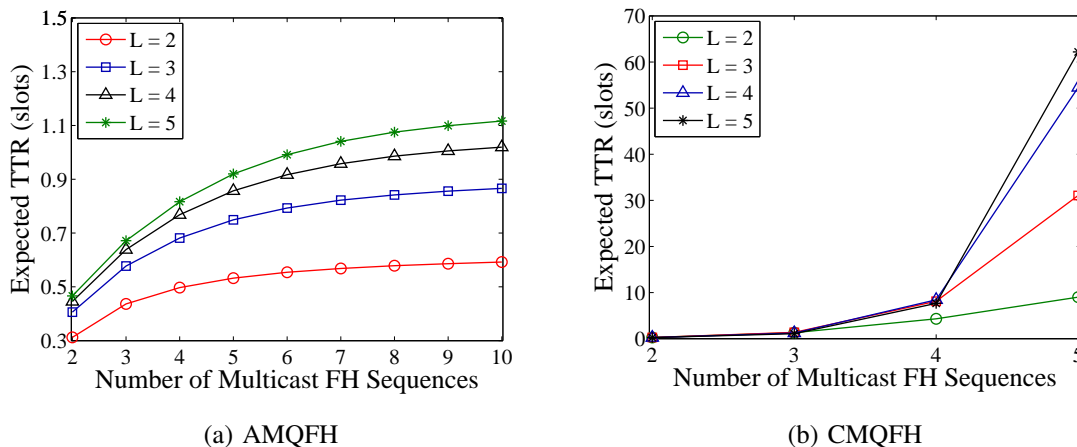 1.5
1.3
1.1
0.9
0.7
0.5
0.3
Expected TTR (slots)
L = 2
L = 3
L = 4
L = 5
2 3 4 5 6 7 8 9 10
Number of Multicast FH Sequences
(a) AMQFH
70
60
50
40
30
20
10
0
Expected TTR (slots)
L = 2
L = 3
L = 4
L = 5
2 3 4 5
Number of Multicast FH Sequences
(b) CMQFH